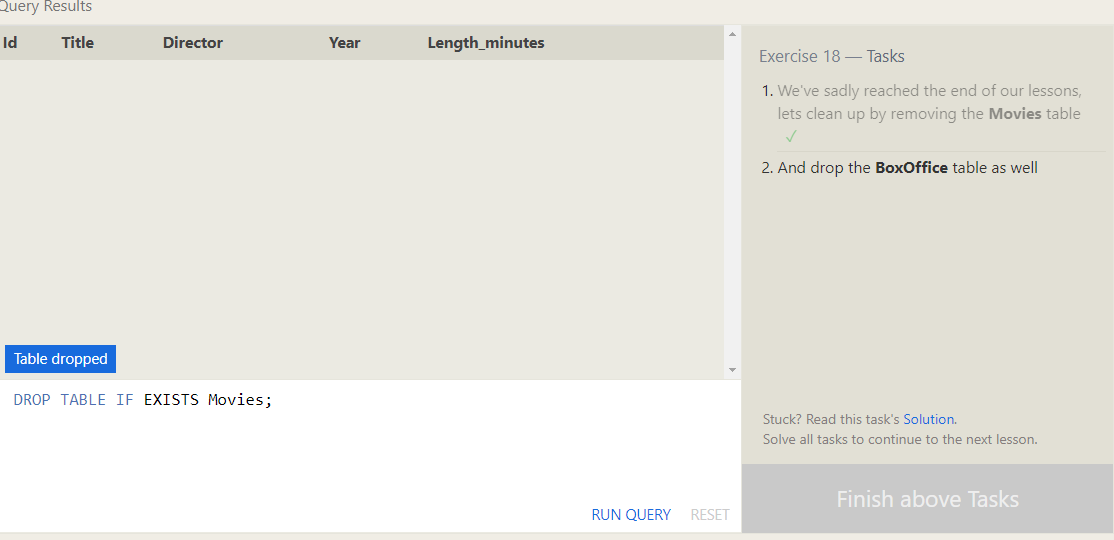 Query Results
Id Title Director Year Length_minutes
Table dropped
DROP TABLE IF EXISTS Movies;
RUN QUERY RESET
Exercise 18 — Tasks
1. We've sadly reached the end of our lessons,
lets clean up by removing the Movies table
✓
2. And drop the BoxOffice table as well
Stuck? Read this task's Solution.
Solve all tasks to continue to the next lesson.
Finish above Tasks